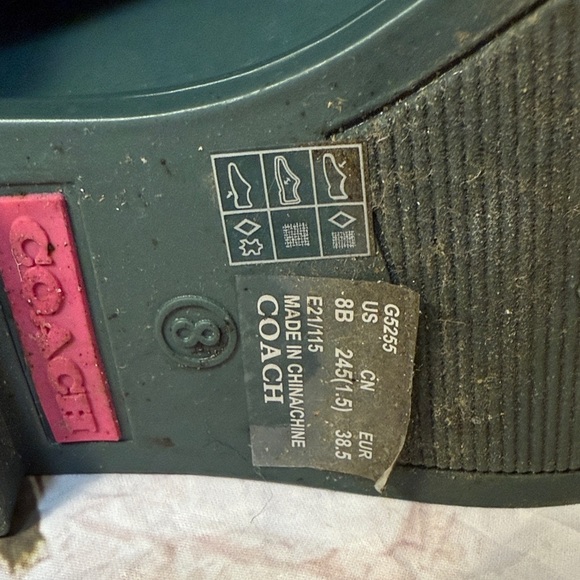 COACH
8
G5255
US CN EUR
8B 245(1.5) 38.5
E21/115
MADE IN CHINA/CHINE
COACH